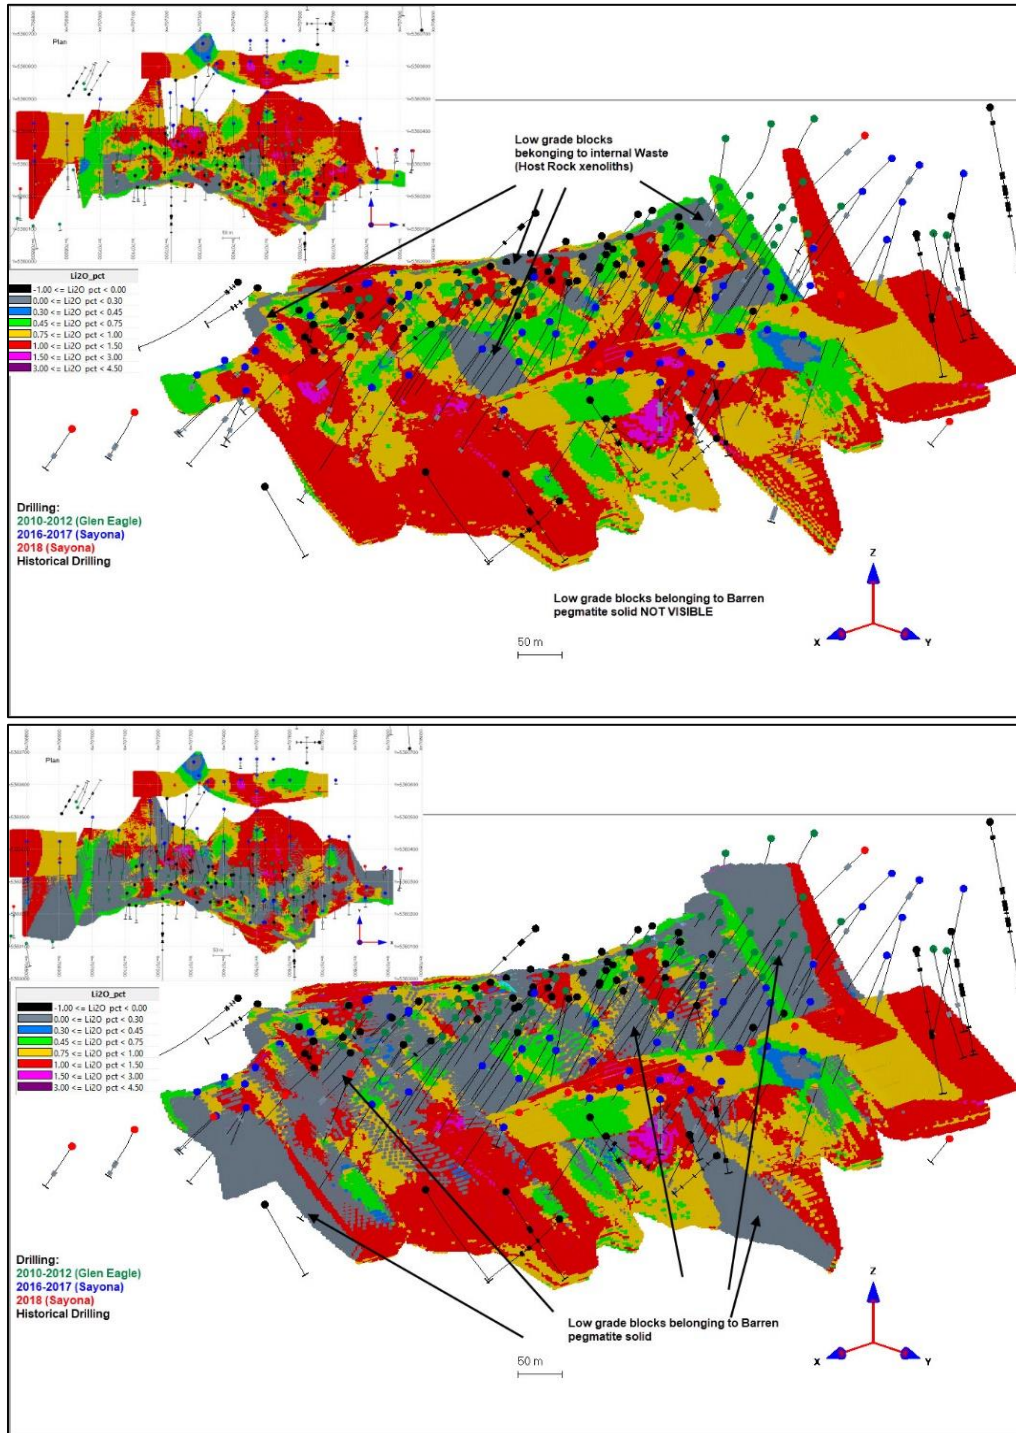 Plan
Low grade blocks
belonging to internal Waste
(Host Rock xenoliths)
50 m
X
Li2O_pct
-1.00 <= Li2O pct < 0.00
0.00 <= Li2O pct < 0.30
0.30 <= Li2O pct < 0.45
0.45 <= Li2O pct < 0.75
0.75 <= Li2O pct < 1.00
1.00 <= Li2O pct < 1.50
1.50 <= Li2O pct < 3.00
3.00 <= Li2O pct < 4.50
Drilling:
2010-2012 (Glen Eagle)
2016-2017 (Sayona)
2018 (Sayona)
Historical Drilling
Low grade blocks belonging to Barren
pegmatite solid NOT VISIBLE
50 m
Z
X
Y
Plan
50 m
X
Li2O_pct
-1.00 <= Li2O pct < 0.00
0.00 <= Li2O pct < 0.30
0.30 <= Li2O pct < 0.45
0.45 <= Li2O pct < 0.75
0.75 <= Li2O pct < 1.00
1.00 <= Li2O pct < 1.50
1.50 <= Li2O pct < 3.00
3.00 <= Li2O pct < 4.50
Drilling:
2010-2012 (Glen Eagle)
2016-2017 (Sayona)
2018 (Sayona)
Historical Drilling
Low grade blocks belonging to Barren
pegmatite solid
50 m
Z
X
Y